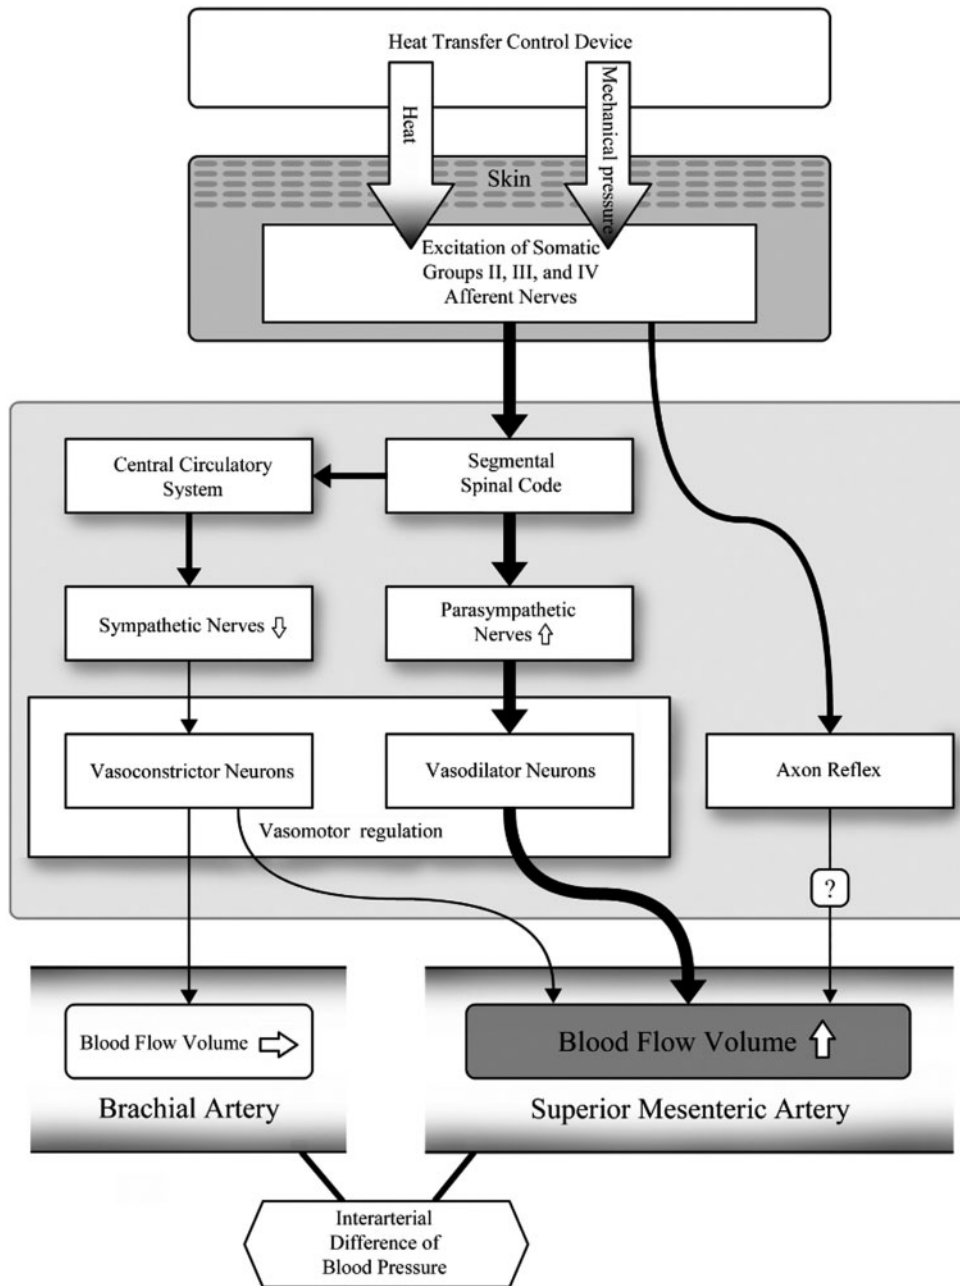 Heat Transfer Control Device
Heat
Mechanical pressure
Skin
Excitation of Somatic
Groups II, III, and IV
Afferent Nerves
Central Circulatory
System
Segmental
Spinal Code
Sympathetic Nerves
Parasympathetic
Nerves
Vasoconstrictor Neurons
Vasodilator Neurons
Axon Reflex
Vasomotor regulation
?
Blood Flow Volume
Blood Flow Volume
Brachial Artery
Superior Mesenteric Artery
Interarterial
Difference of
Blood Pressure